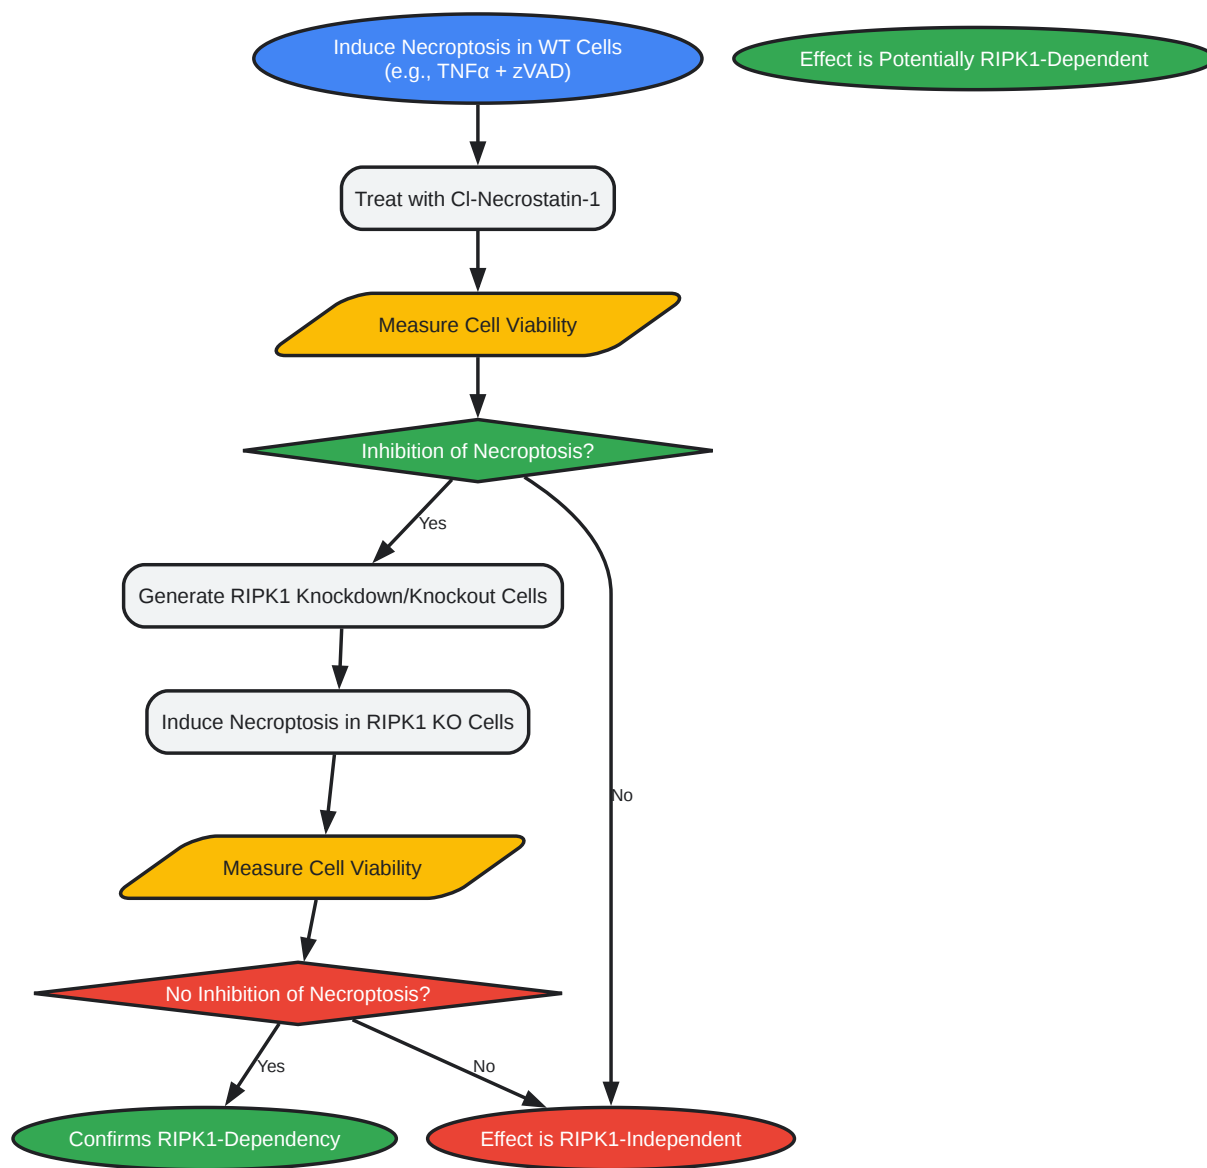 Induce Necroptosis in WT Cells
(e.g., TNFα + zVAD)
Effect is Potentially RIPK1-Dependent
Treat with Cl-Necrostatin-1
Measure Cell Viability
Inhibition of Necroptosis?
Yes
Generate RIPK1 Knockdown/Knockout Cells
Induce Necroptosis in RIPK1 KO Cells
No
Measure Cell Viability
No Inhibition of Necroptosis?
Yes
No
Confirms RIPK1-Dependency
Effect is RIPK1-Independent